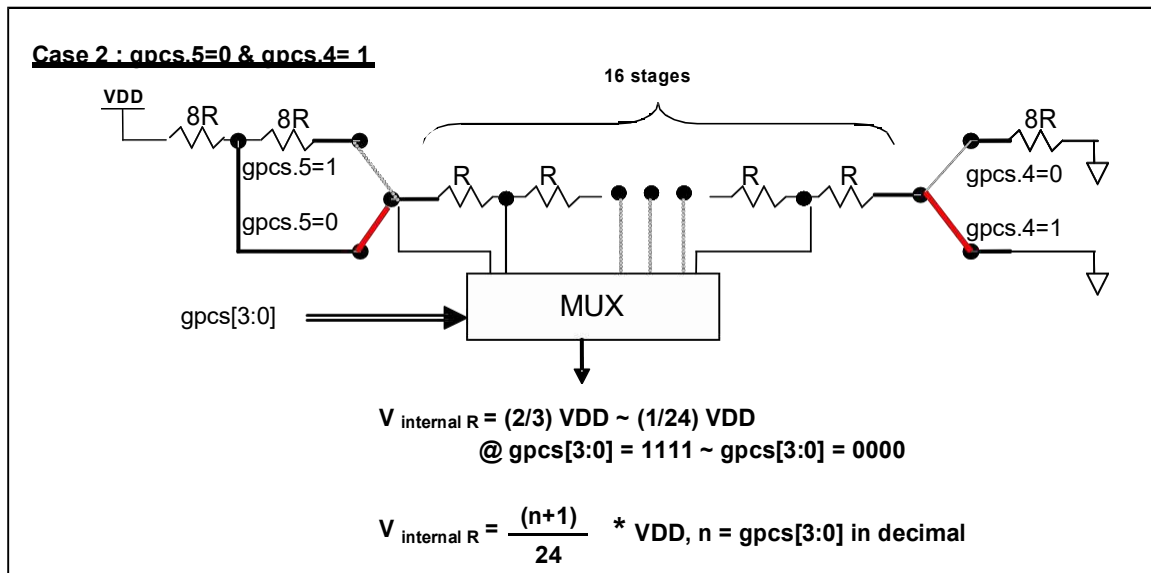 Case 2 : gpcs.5=0 & gpcs.4= 1
16 stages
VDD
8R
8R
8R
gpcs.5=1
gpcs.4=0
R
R
R
R
gpcs.5=0
gpcs.4=1
MUX
gpcs[3:0]
V internal R = (2/3) VDD ~ (1/24) VDD
@ gpcs[3:0] = 1111 ~ gpcs[3:0] = 0000
V internal R = (n+1) / 24 * VDD, n = gpcs[3:0] in decimal